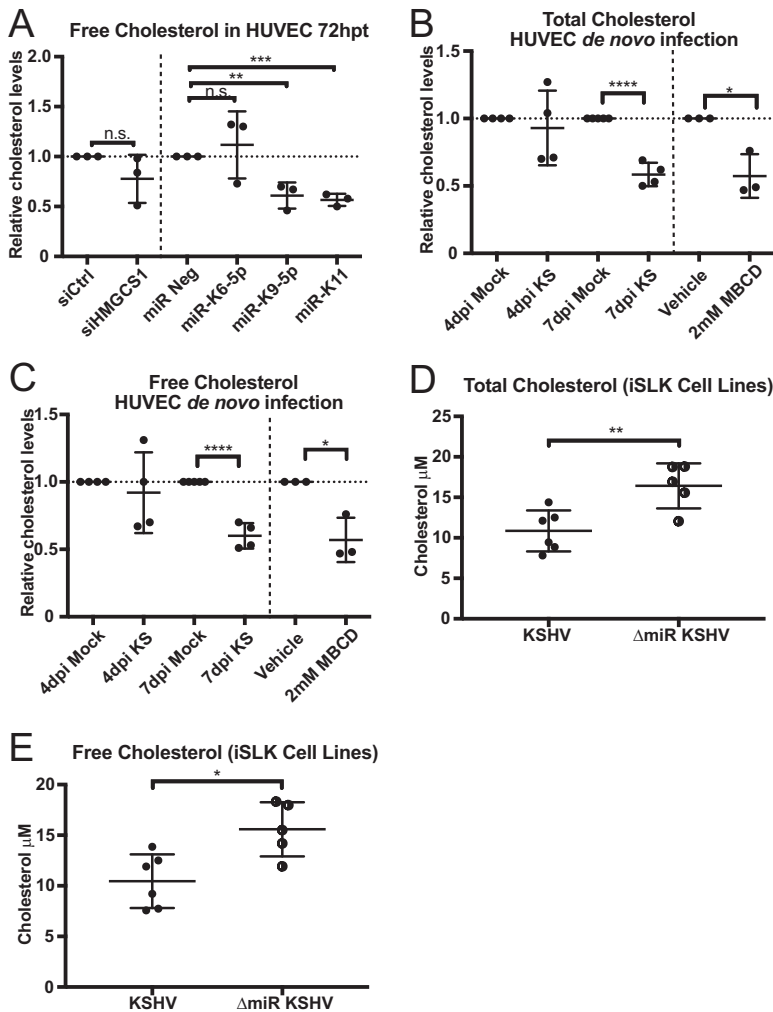 A
Free Cholesterol in HUVEC 72hpt
Relative cholesterol levels
2.0
1.5
1.0
0.5
0
n.s.
n.s.
**
***
siCtrl
siHMGCS1
miR Neg
miR-K6-5p
miR-K9-5p
miR-K11
B
Total Cholesterol
HUVEC de novo infection
Relative cholesterol levels
1.5
1.0
0.5
0
****
*
4dpi Mock
4dpi KS
7dpi Mock
7dpi KS
Vehicle
2mM MBCD
C
Free Cholesterol
HUVEC de novo infection
Relative cholesterol levels
1.5
1.0
0.5
0
****
*
4dpi Mock
4dpi KS
7dpi Mock
7dpi KS
Vehicle
2mM MBCD
D
Total Cholesterol (iSLK Cell Lines)
Cholesterol μM
25
20
15
10
5
0
**
KSHV
ΔmiR KSHV
E
Free Cholesterol (iSLK Cell Lines)
Cholesterol μM
20
15
10
5
0
*
KSHV
ΔmiR KSHV